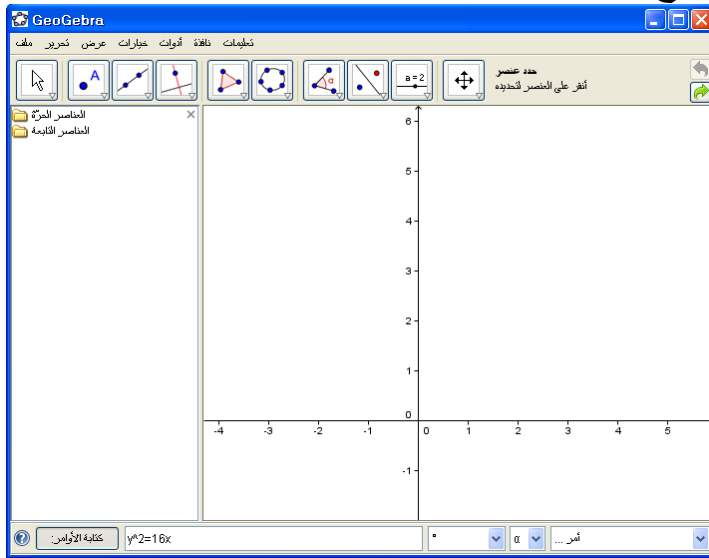 GeoGebra
ملف تحرير عرض خيارات أدوات نافذة تعليمات
A
α
a = 2
حدد عنصر
أنقر على العنصر لتحديده
العناصر الحرّة
العناصر التابعة
6
5
4
3
2
1
0
-4 -3 -2 -1 0 1 2 3 4 5
-1
كتابة الأوامر:
y^2=16x
°
α
أمر ...